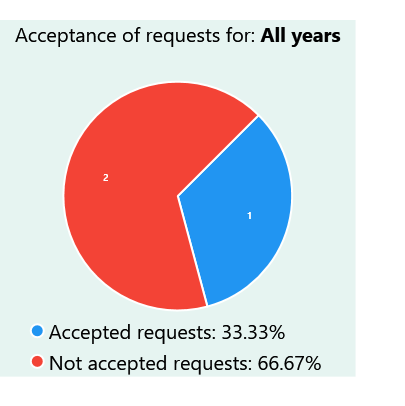 Acceptance of requests for: All years
2
1
Accepted requests: 33.33%
Not accepted requests: 66.67%